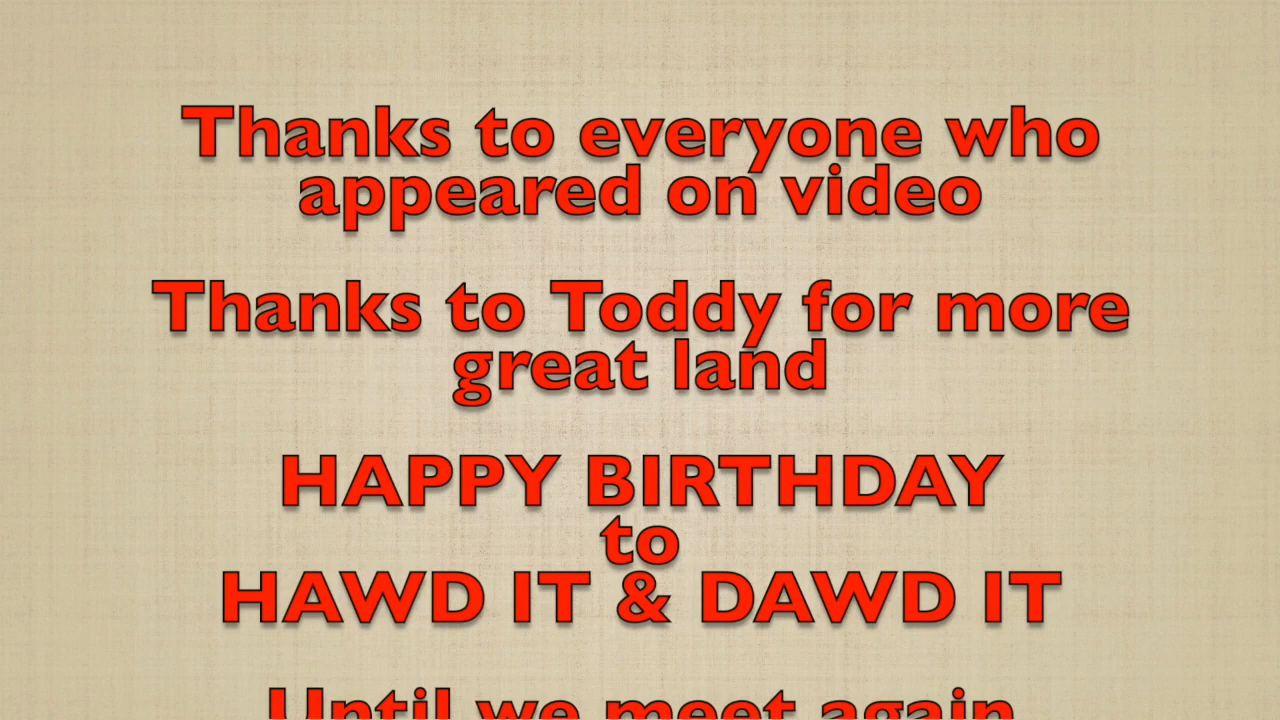 Thanks to everyone who
appeared on video
Thanks to Toddy for more
great land
HAPPY BIRTHDAY
to
HAWD IT & DAWD IT
Until we meet again